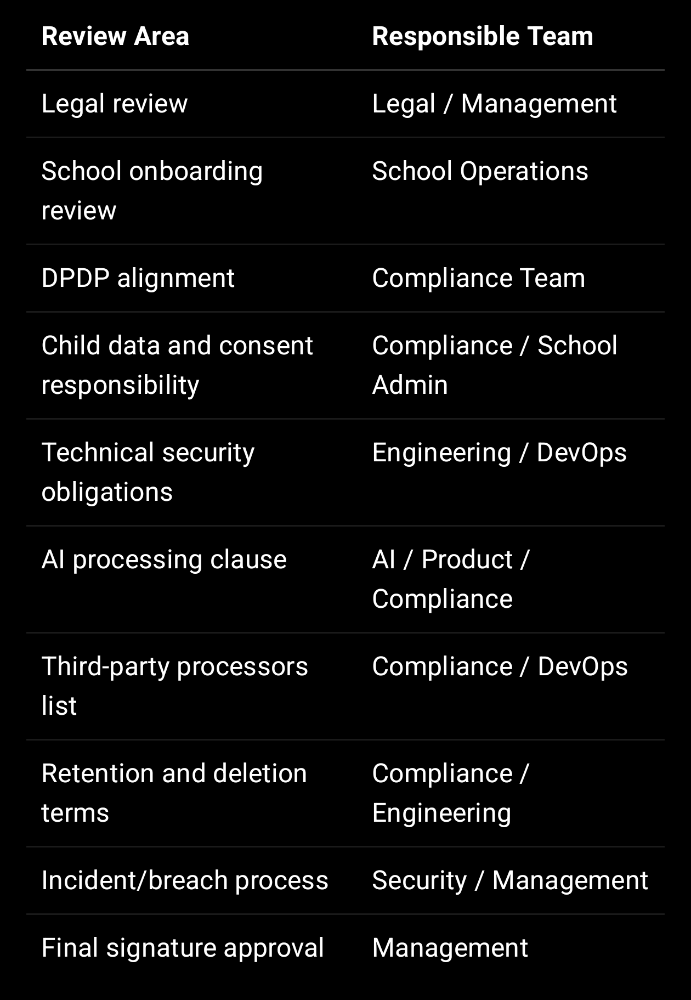 Review Area Responsible Team
Legal review Legal / Management
School onboarding School Operations
review
DPDP alignment Compliance Team
Child data and consent Compliance / School
responsibility Admin
Technical security Engineering / DevOps
obligations
AI processing clause AI / Product /
Compliance
Third-party processors Compliance / DevOps
list
Retention and deletion Compliance /
terms Engineering
Incident/breach process Security / Management
Final signature approval Management